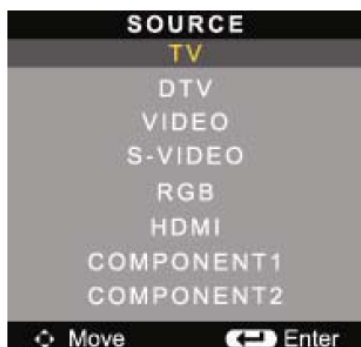 SOURCE
TV
DTV
VIDEO
S-VIDEO
RGB
HDMI
COMPONENT1
COMPONENT2
Move Enter